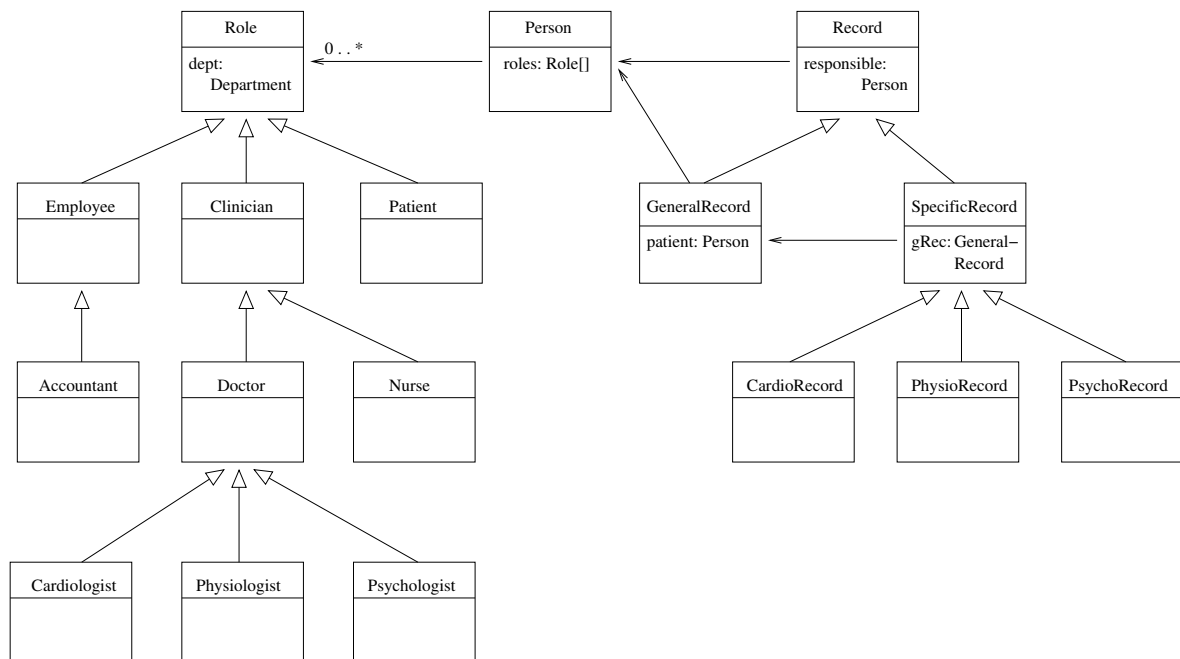 Role
dept:
Department
0 . . *
Person
roles: Role[]
Record
responsible:
Person
Employee
Clinician
Patient
GeneralRecord
patient: Person
SpecificRecord
gRec: General−
Record
Accountant
Doctor
Nurse
CardioRecord
PhysioRecord
PsychoRecord
Cardiologist
Physiologist
Psychologist